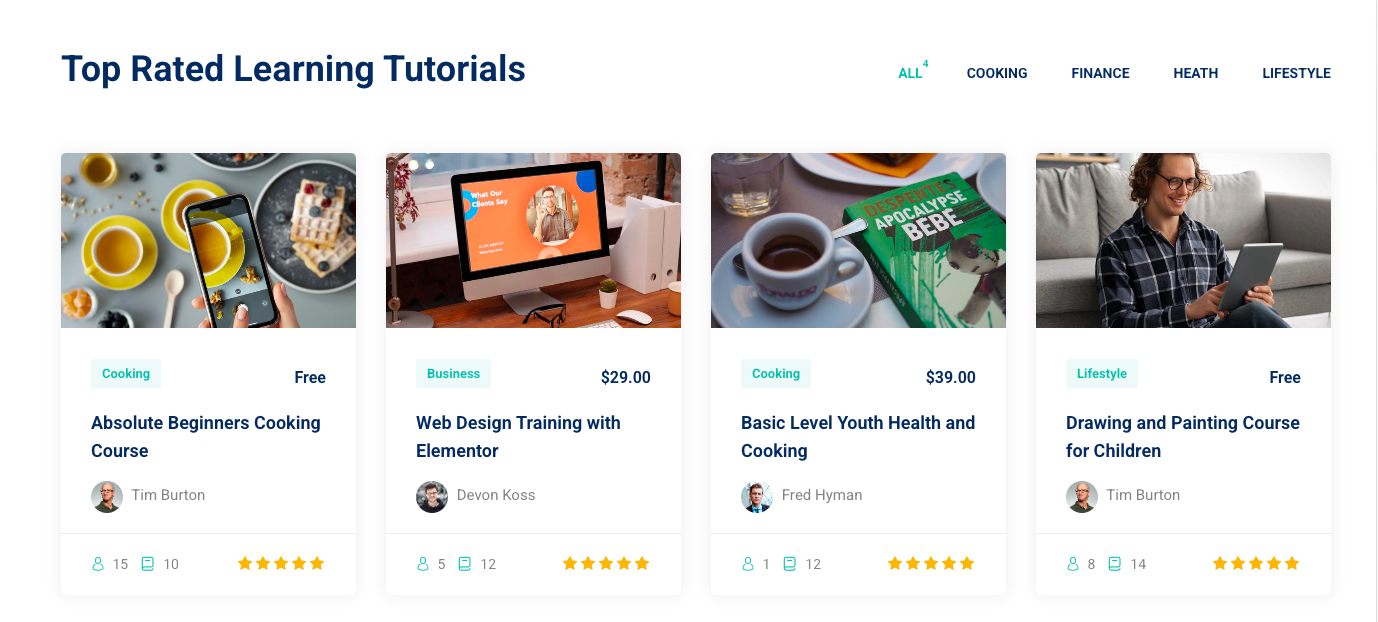 Top Rated Learning Tutorials
ALL 4 COOKING FINANCE HEATH LIFESTYLE
What Our
Clients Say
DESPENTES
APOCALYPSE
BEBE
Cooking Free
Absolute Beginners Cooking
Course
Tim Burton
15 10
Business $29.00
Web Design Training with
Elementor
Devon Koss
5 12
Cooking $39.00
Basic Level Youth Health and
Cooking
Fred Hyman
1 12
Lifestyle Free
Drawing and Painting Course
for Children
Tim Burton
8 14